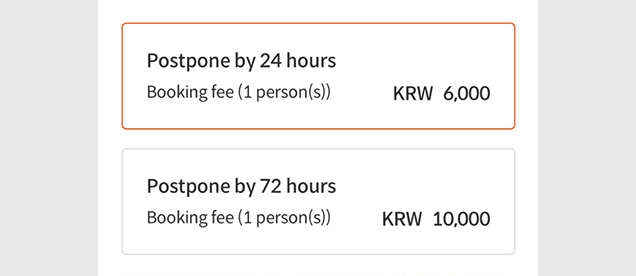 Postpone by 24 hours
Booking fee (1 person(s)) KRW 6,000
Postpone by 72 hours
Booking fee (1 person(s)) KRW 10,000